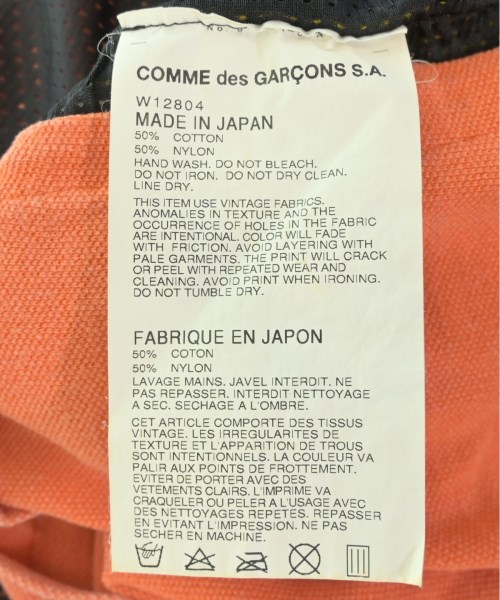 COMME des GARÇONS S.A.
W12804
MADE IN JAPAN
50% COTTON
50% NYLON
HAND WASH. DO NOT BLEACH.
DO NOT IRON. DO NOT DRY CLEAN.
LINE DRY.
THIS ITEM USE VINTAGE FABRICS.
ANOMALIES IN TEXTURE AND THE
OCCURRENCE OF HOLES IN THE FABRIC
ARE INTENTIONAL. COLOR WILL FADE
WITH FRICTION. AVOID LAYERING WITH
PALE GARMENTS. THE PRINT WILL CRACK
OR PEEL WITH REPEATED WEAR AND
CLEANING. AVOID PRINT WHEN IRONING.
DO NOT TUMBLE DRY.
FABRIQUE EN JAPON
50% COTON
50% NYLON
LAVAGE MAINS. JAVEL INTERDIT. NE
PAS REPASSER. INTERDIT NETTOYAGE
A SEC. SECHAGE A L'OMBRE.
CET ARTICLE COMPORTE DES TISSUS
VINTAGE. LES IRREGULARITES DE
TEXTURE ET L'APPARITION DE TROUS
SONT INTENTIONNELS. LA COULEUR VA
PALIR AUX POINTS DE FROTTEMENT.
EVITER DE PORTER AVEC DES
VETEMENTS CLAIRS. L'IMPRIME VA
CRAQUELER OU PELER A L'USAGE AVEC
DES NETTOYAGES REPETES. REPASSER
EN EVITANT L'IMPRESSION. NE PAS
SECHER EN MACHINE.